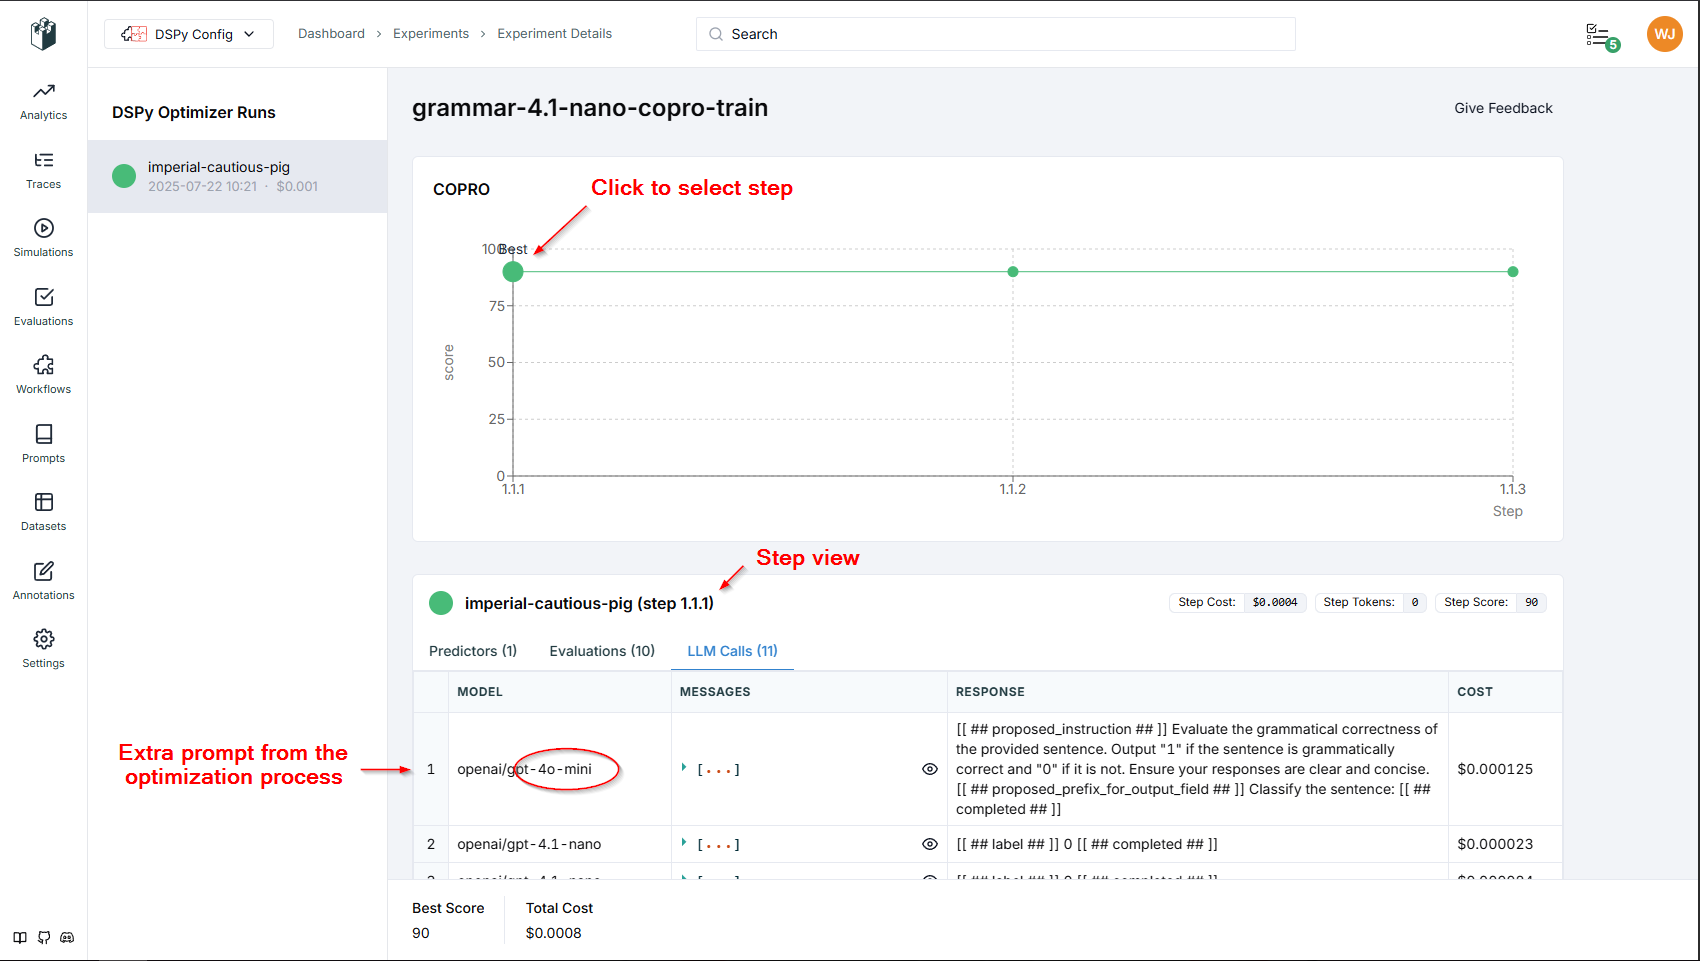 DSPy Config
Dashboard > Experiments > Experiment Details
Search
5
WJ
Analytics
Traces
Simulations
Evaluations
Workflows
Prompts
Datasets
Annotations
Settings
DSPy Optimizer Runs
imperial-cautious-pig
2025-07-22 10:21 · $0.001
grammar-4.1-nano-copro-train
Give Feedback
COPRO
Click to select step
Best
100
75
50
25
0
score
1.1.1
1.1.2
1.1.3
Step
Step view
imperial-cautious-pig (step 1.1.1)
Step Cost: $0.0004
Step Tokens: 0
Step Score: 90
Predictors (1)
Evaluations (10)
LLM Calls (11)
MODEL MESSAGES RESPONSE COST
Extra prompt from the
optimization process
1 openai/gpt-4o-mini [...]
[[ ## proposed_instruction ## ]] Evaluate the grammatical correctness of
the provided sentence. Output "1" if the sentence is grammatically
correct and "0" if it is not. Ensure your responses are clear and concise.
[[ ## proposed_prefix_for_output_field ## ]] Classify the sentence: [[ ##
completed ## ]]
$0.000125
2 openai/gpt-4.1-nano [...] [[ ## label ## ]] 0 [[ ## completed ## ]] $0.000023
Best Score
90
Total Cost
$0.0008